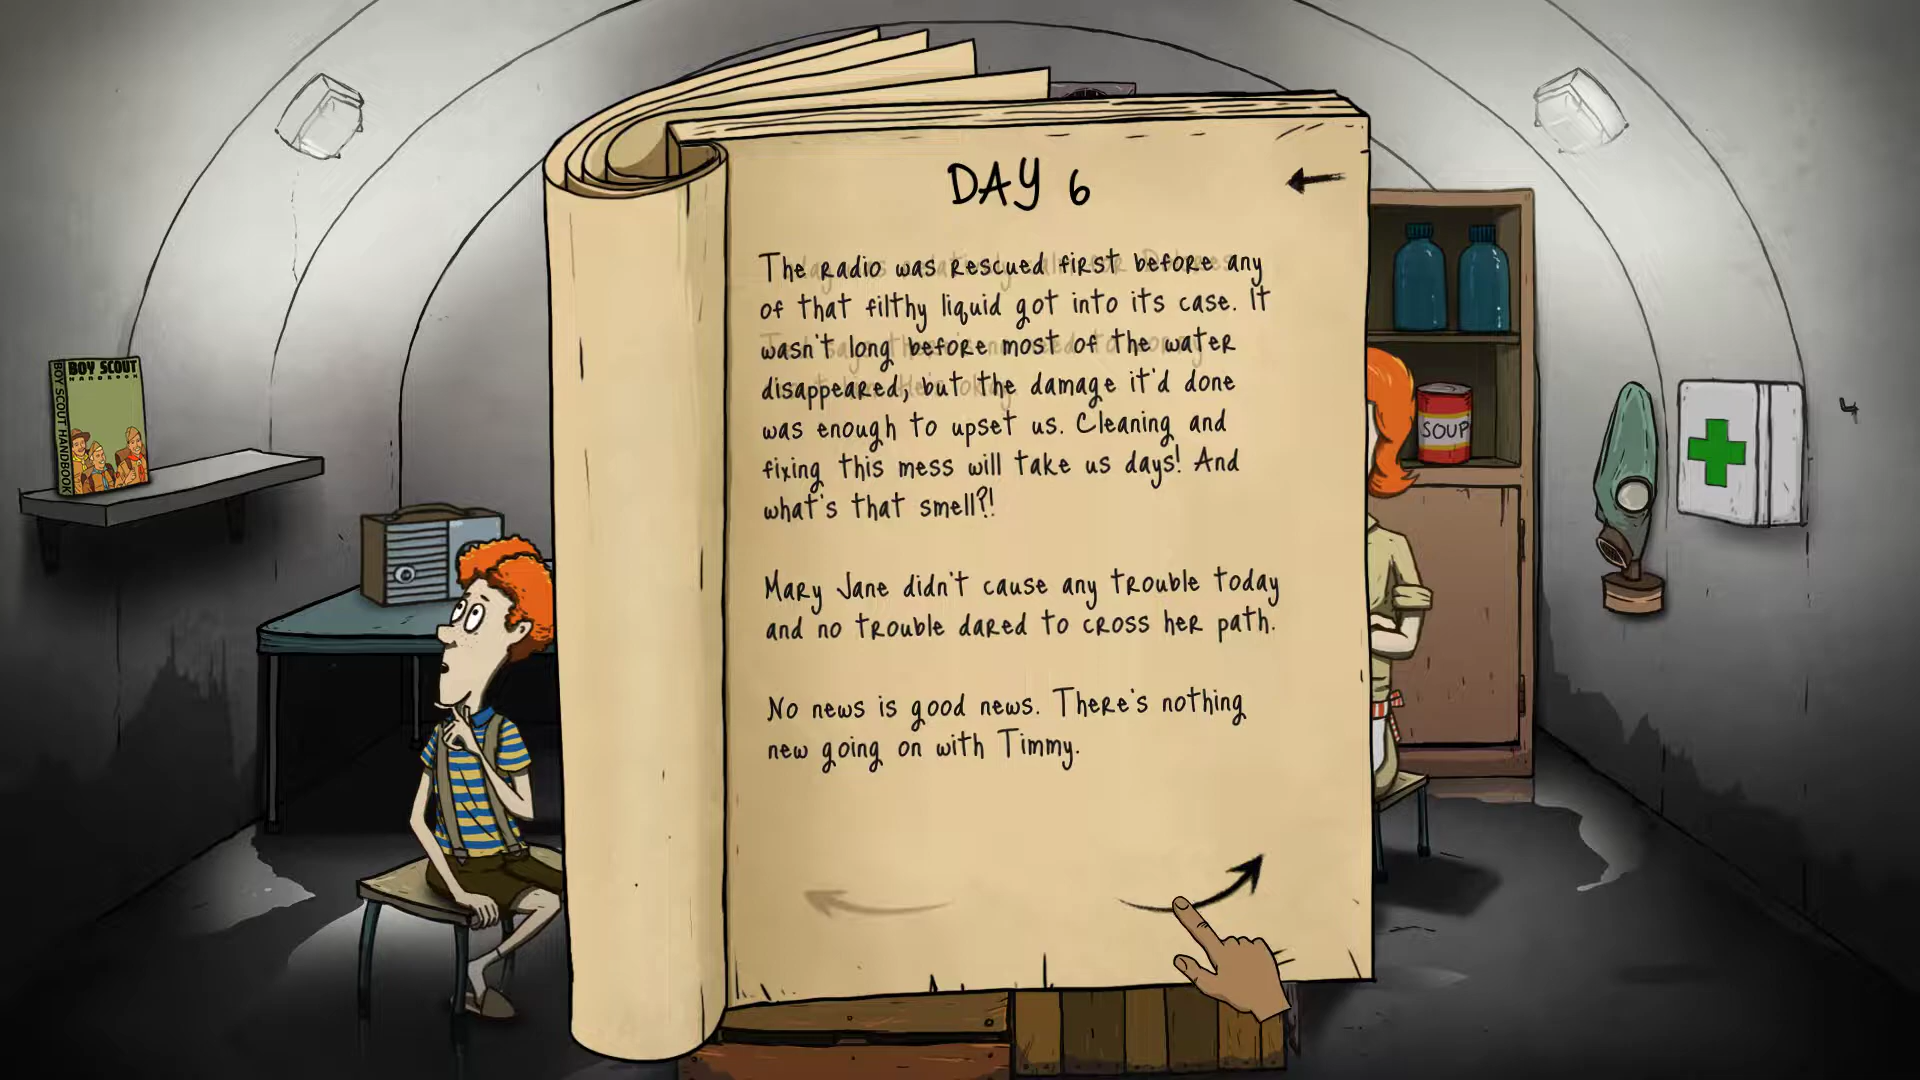 DAY 6
The radio was rescued first before any
of that filthy liquid got into its case. It
wasn't long before most of the water
disappeared, but the damage it'd done
was enough to upset us. Cleaning and
fixing this mess will take us days! And
what's that smell?!
Mary Jane didn't cause any trouble today
and no trouble dared to cross her path.
No news is good news. There's nothing
new going on with Timmy.
BOY SCOUT
HANDBOOK
BOY SCOUT HANDBOOK
SOUP